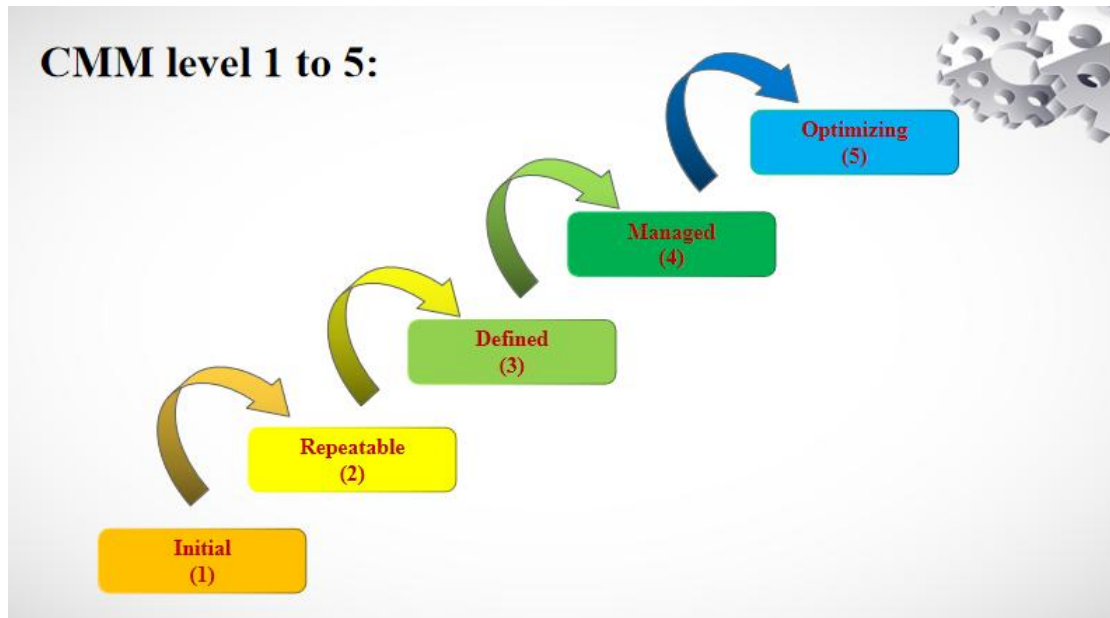 CMM level 1 to 5:
Optimizing
(5)
Managed
(4)
Defined
(3)
Repeatable
(2)
Initial
(1)